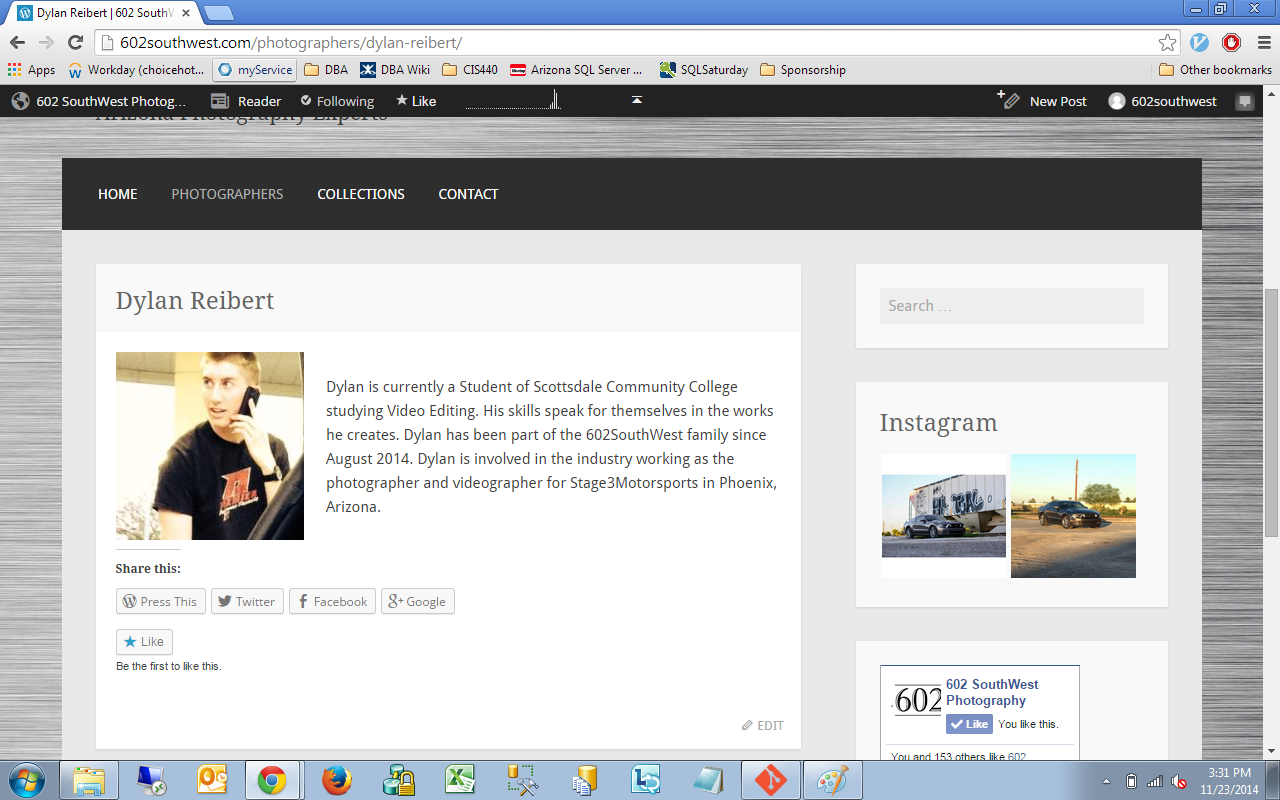 Dylan Reibert | 602 SouthW
602southwest.com/photographers/dylan-reibert/
Apps Workday (choicehot... myService DBA DBA Wiki CIS440 Arizona SQL Server ... SQLSaturday Sponsorship Other bookmarks
602 SouthWest Photog... Reader Following Like New Post 602southwest
Arizona Photography Experts
HOME PHOTOGRAPHERS COLLECTIONS CONTACT
Dylan Reibert
Dylan is currently a Student of Scottsdale Community College
studying Video Editing. His skills speak for themselves in the works
he creates. Dylan has been part of the 602SouthWest family since
August 2014. Dylan is involved in the industry working as the
photographer and videographer for Stage3Motorsports in Phoenix,
Arizona.
Share this:
Press This Twitter Facebook Google
Like
Be the first to like this.
EDIT
Search …
Instagram
602
602 SouthWest
Photography
Like You like this.
You and 153 others like 602
3:31 PM
11/23/2014